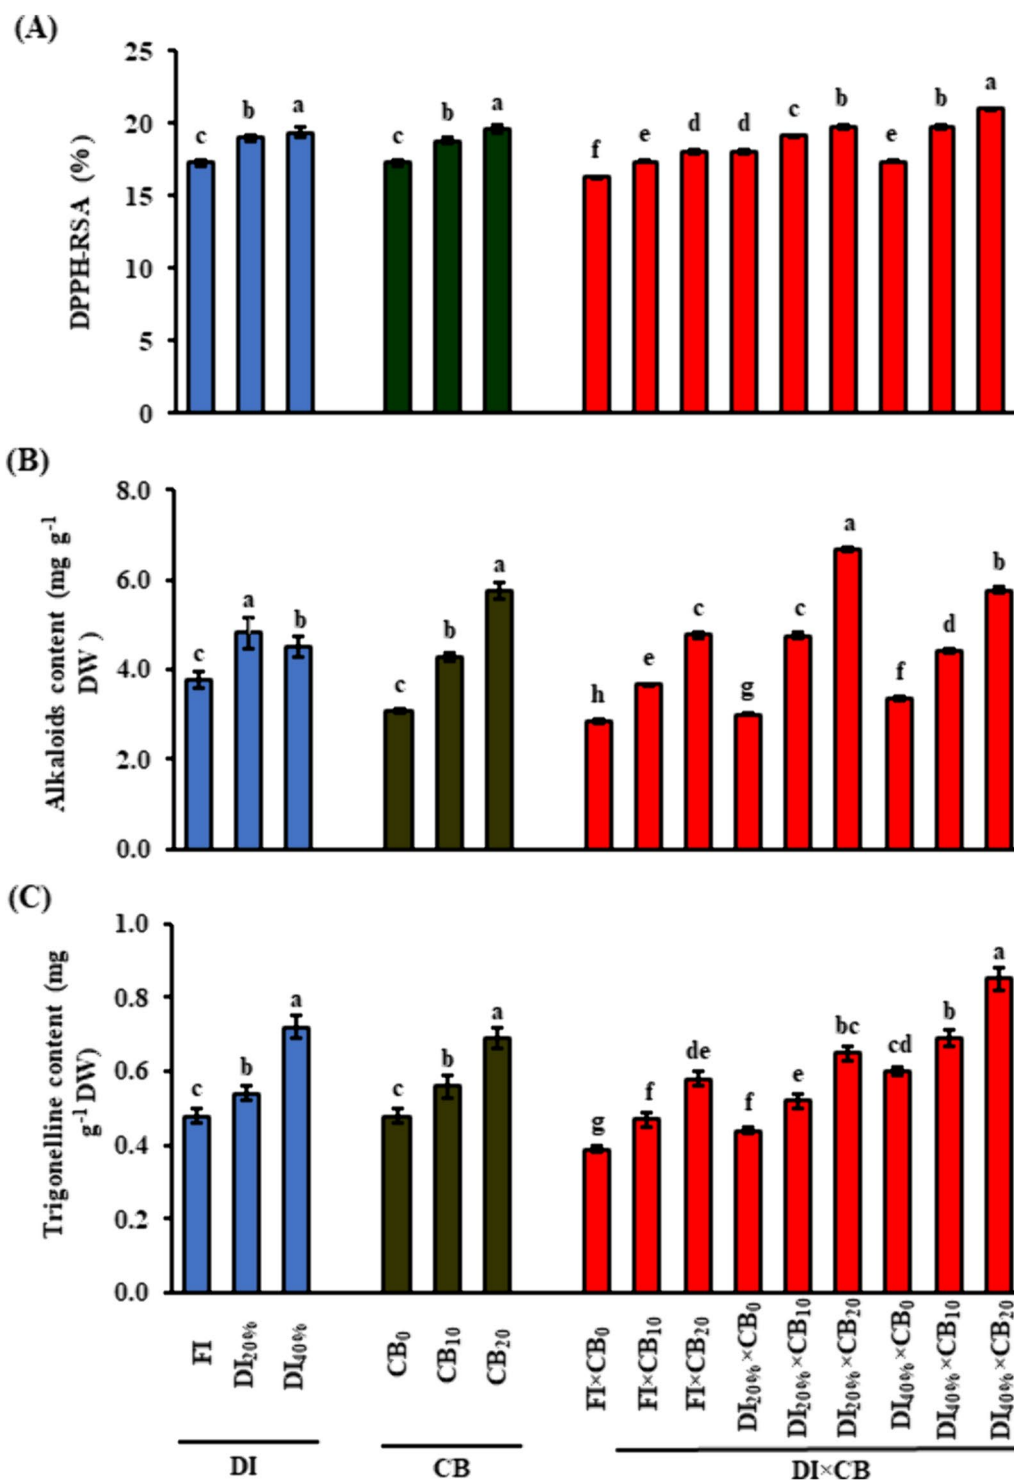 (A)
25
20
15
10
5
0
DPPH-RSA (%)
c b a
c b a
f e d d c b e b a
(B)
8.0
6.0
4.0
2.0
0.0
Alkaloids content (mg g⁻¹
DW )
c a b
c b a
h e c g c a f d b
(C)
1.0
0.8
0.6
0.4
0.2
0.0
Trigonelline content (mg
g⁻¹ DW)
c b a
c b a
g f de f e bc cd b a
FI
DI₂₀%
DI₄₀%
CB₀
CB₁₀
CB₂₀
FI×CB₀
FI×CB₁₀
FI×CB₂₀
DI₂₀%×CB₀
DI₂₀%×CB₁₀
DI₂₀%×CB₂₀
DI₄₀%×CB₀
DI₄₀%×CB₁₀
DI₄₀%×CB₂₀
DI
CB
DI×CB